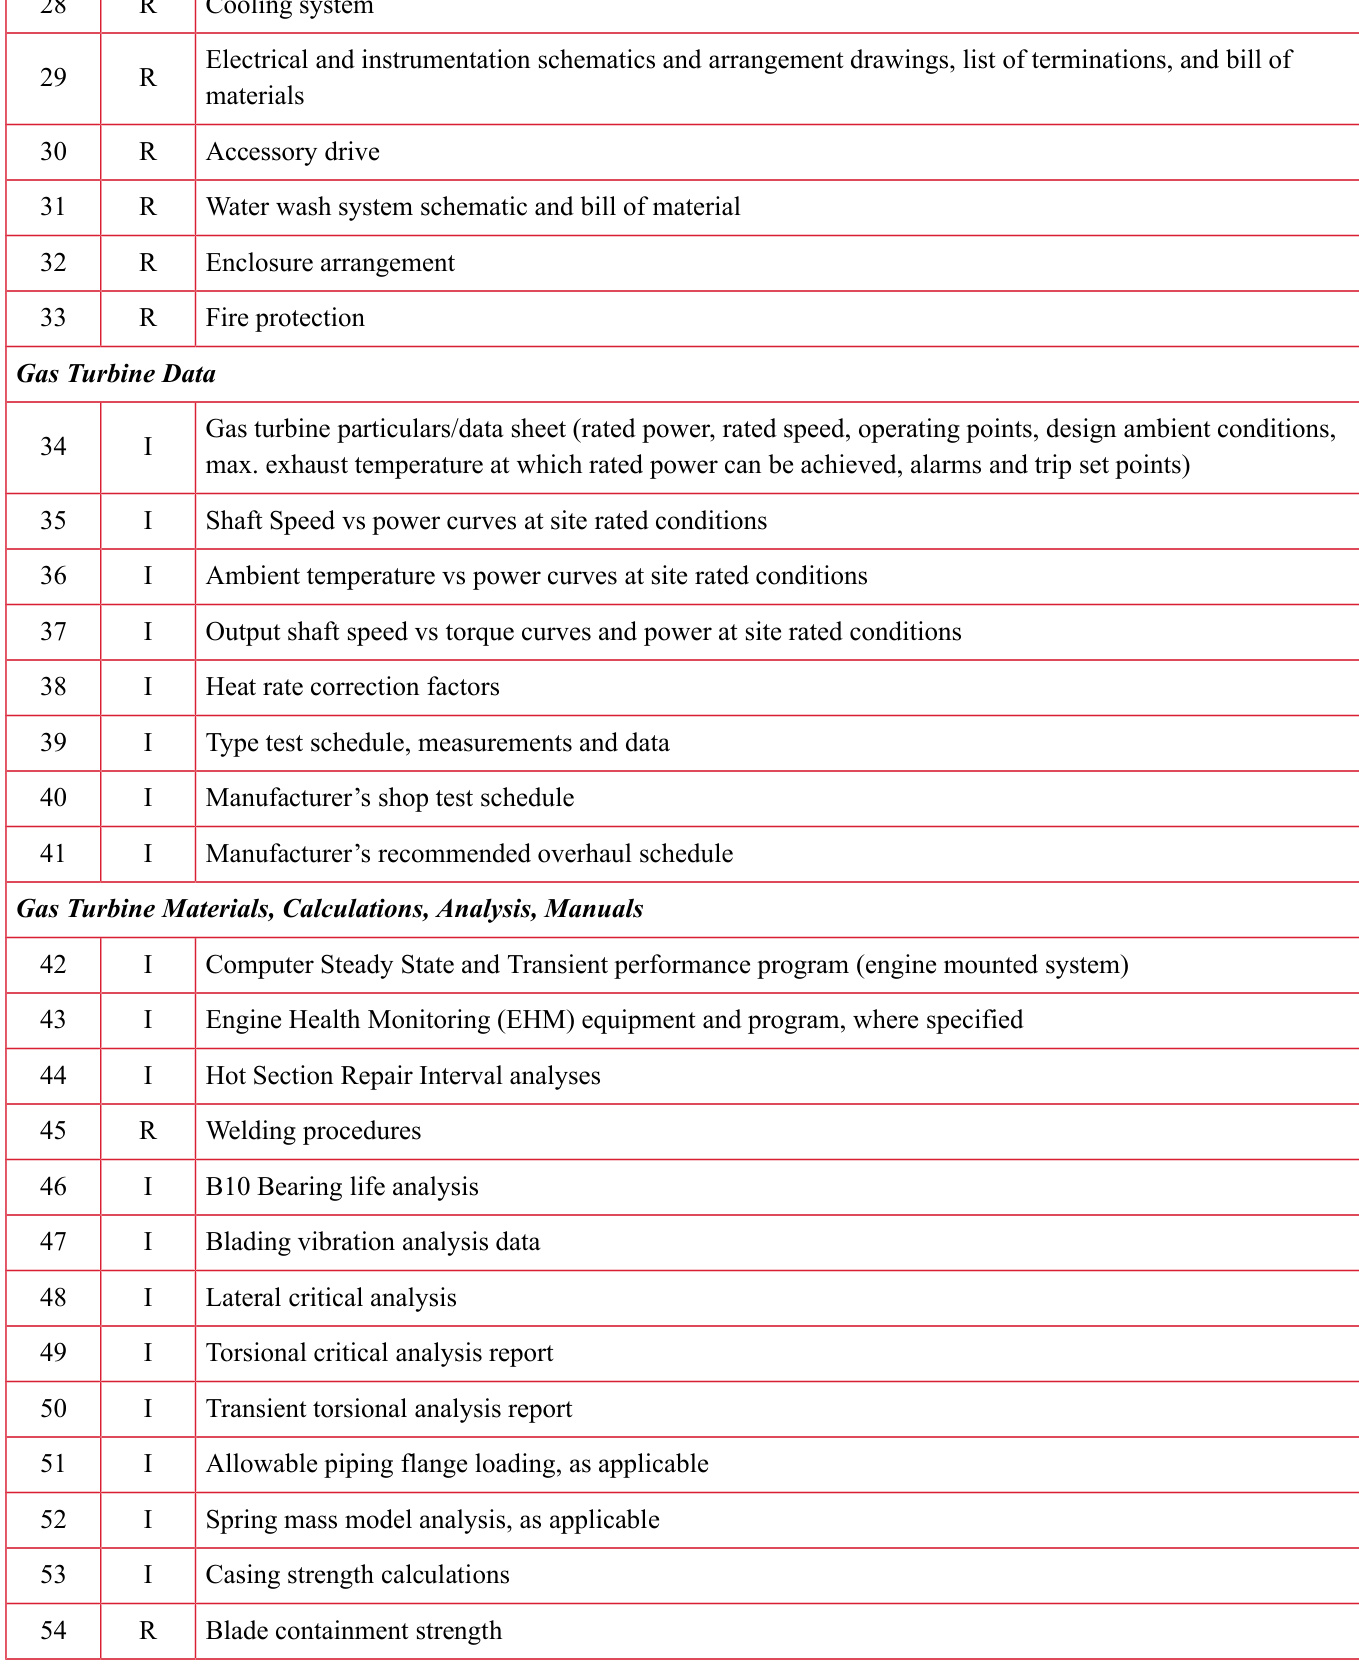 28 R Cooling system
29 R Electrical and instrumentation schematics and arrangement drawings, list of terminations, and bill of
materials
30 R Accessory drive
31 R Water wash system schematic and bill of material
32 R Enclosure arrangement
33 R Fire protection
Gas Turbine Data
34 I Gas turbine particulars/data sheet (rated power, rated speed, operating points, design ambient conditions,
max. exhaust temperature at which rated power can be achieved, alarms and trip set points)
35 I Shaft Speed vs power curves at site rated conditions
36 I Ambient temperature vs power curves at site rated conditions
37 I Output shaft speed vs torque curves and power at site rated conditions
38 I Heat rate correction factors
39 I Type test schedule, measurements and data
40 I Manufacturer’s shop test schedule
41 I Manufacturer’s recommended overhaul schedule
Gas Turbine Materials, Calculations, Analysis, Manuals
42 I Computer Steady State and Transient performance program (engine mounted system)
43 I Engine Health Monitoring (EHM) equipment and program, where specified
44 I Hot Section Repair Interval analyses
45 R Welding procedures
46 I B10 Bearing life analysis
47 I Blading vibration analysis data
48 I Lateral critical analysis
49 I Torsional critical analysis report
50 I Transient torsional analysis report
51 I Allowable piping flange loading, as applicable
52 I Spring mass model analysis, as applicable
53 I Casing strength calculations
54 R Blade containment strength